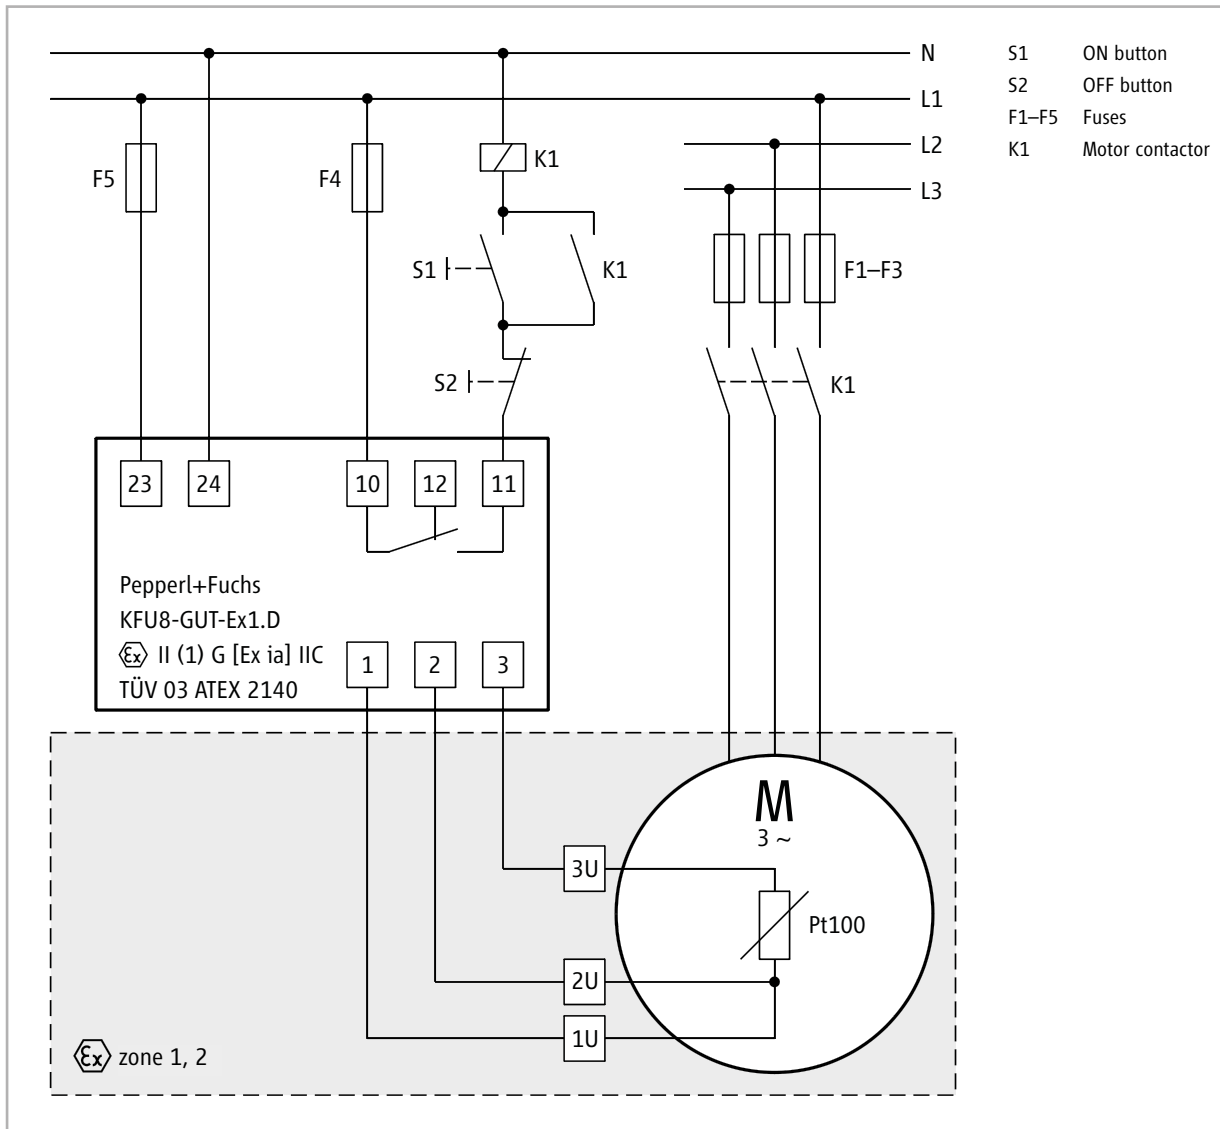 N
S1 ON button
L1
S2 OFF button
F1–F5 Fuses
L2
K1 Motor contactor
K1
F5
F4
L3
S1
K1
F1–F3
S2
K1
23 24 10 12 11
Pepperl+Fuchs
KFU8-GUT-Ex1.D
Ex II (1) G [Ex ia] IIC
TÜV 03 ATEX 2140
1 2 3
M
3 ~
3U
Pt100
2U
1U
Ex zone 1, 2